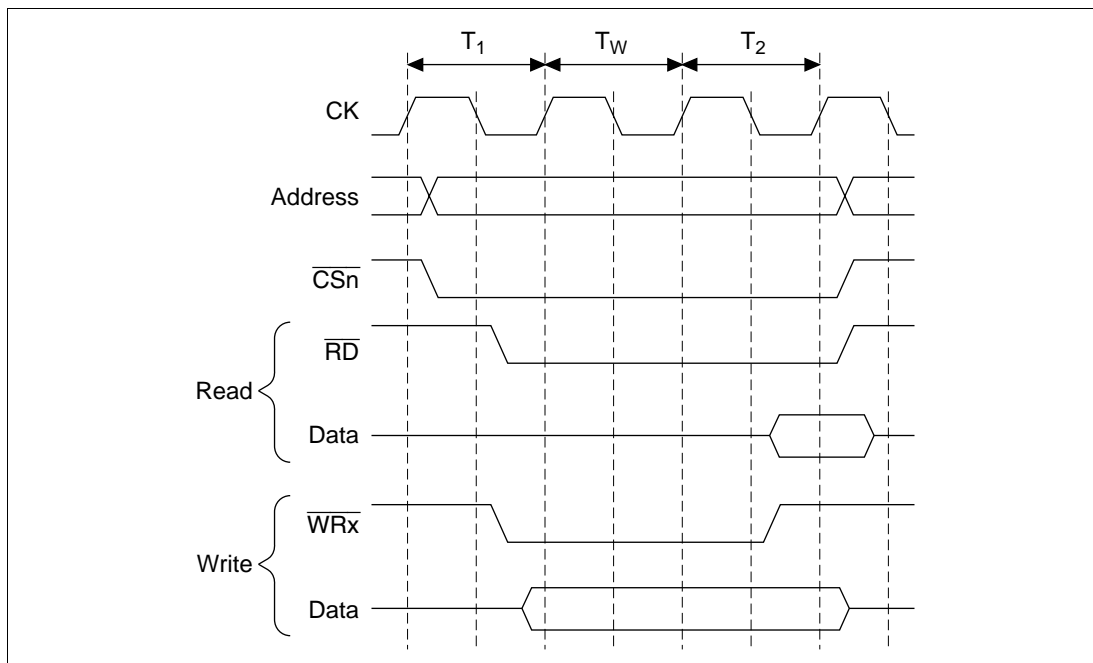 T1 TW T2
CK
Address
CSn
RD
Read
Data
WRx
Write
Data